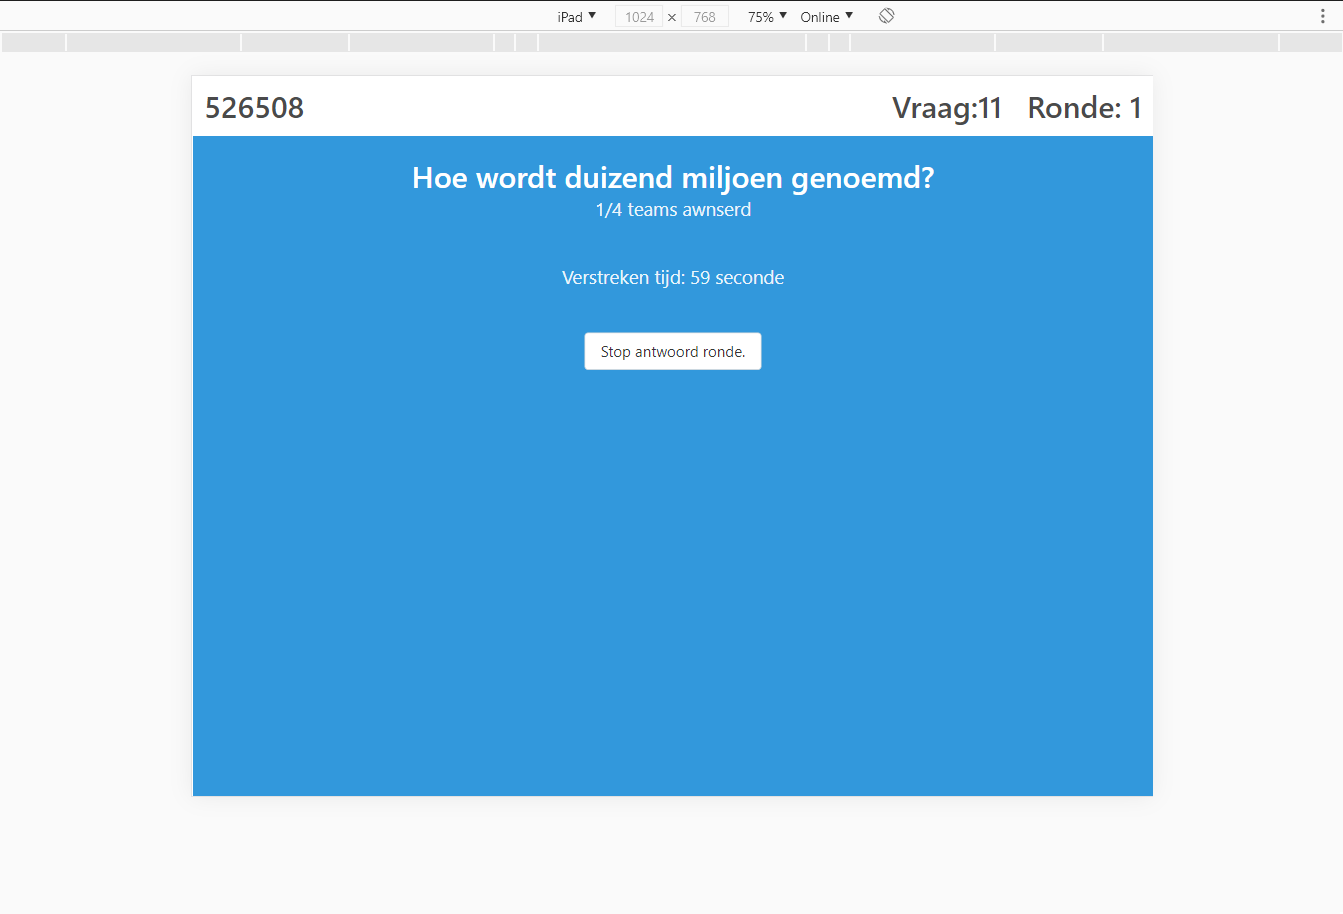 iPad ▼ 1024 × 768 75% ▼ Online ▼
526508 Vraag:11 Ronde: 1
Hoe wordt duizend miljoen genoemd?
1/4 teams awnserd
Verstreken tijd: 59 seconde
Stop antwoord ronde.